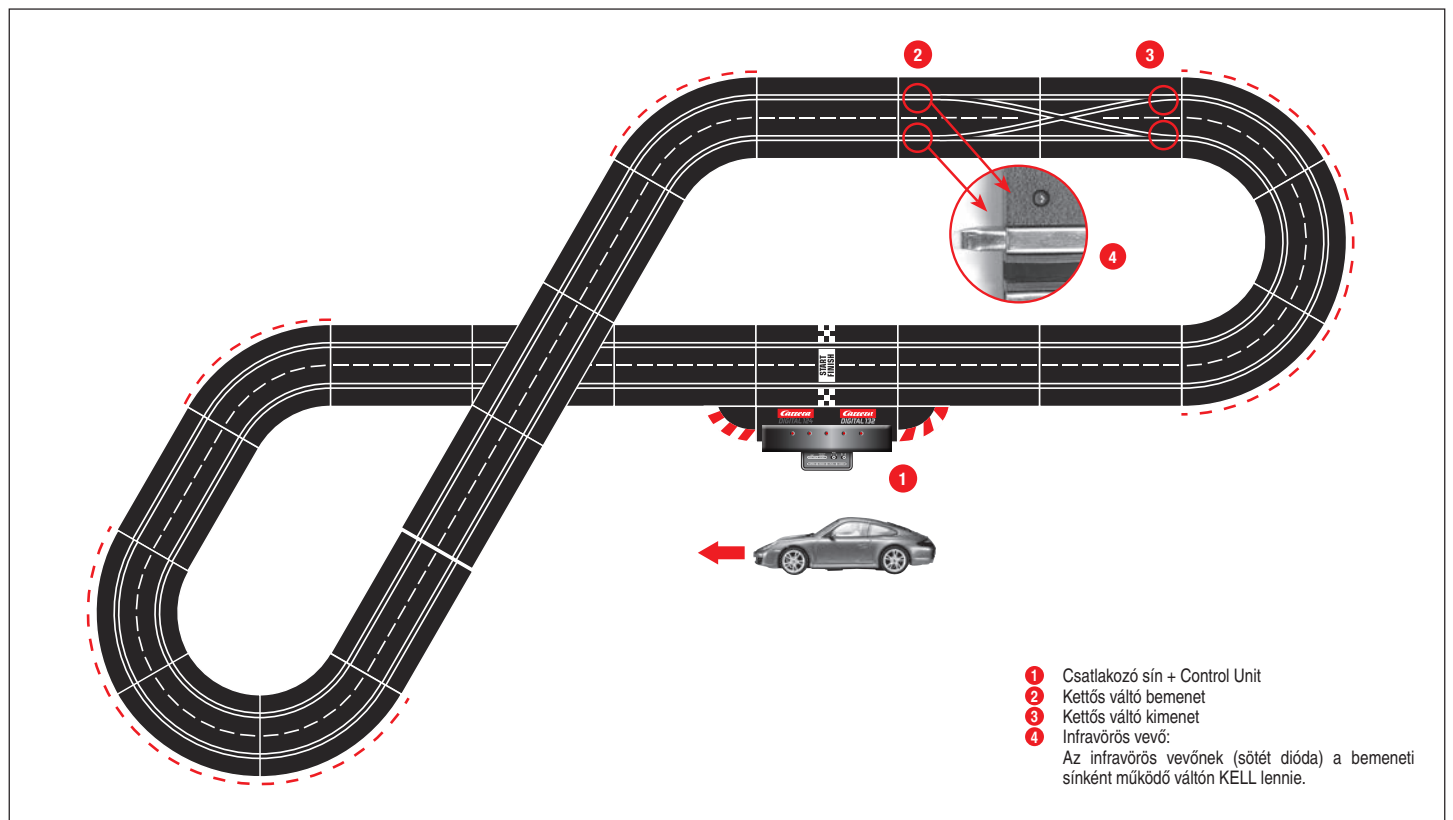 2
3
4
START
FINISH
Carrera Carrera
DIGITAL 124 DIGITAL 132
1
1 Csatlakozó sín + Control Unit
2 Kettős váltó bemenet
3 Kettős váltó kimenet
4 Infravörös vevő:
Az infravörös vevőnek (sötét dióda) a bemeneti
sínként működő váltón KELL lennie.